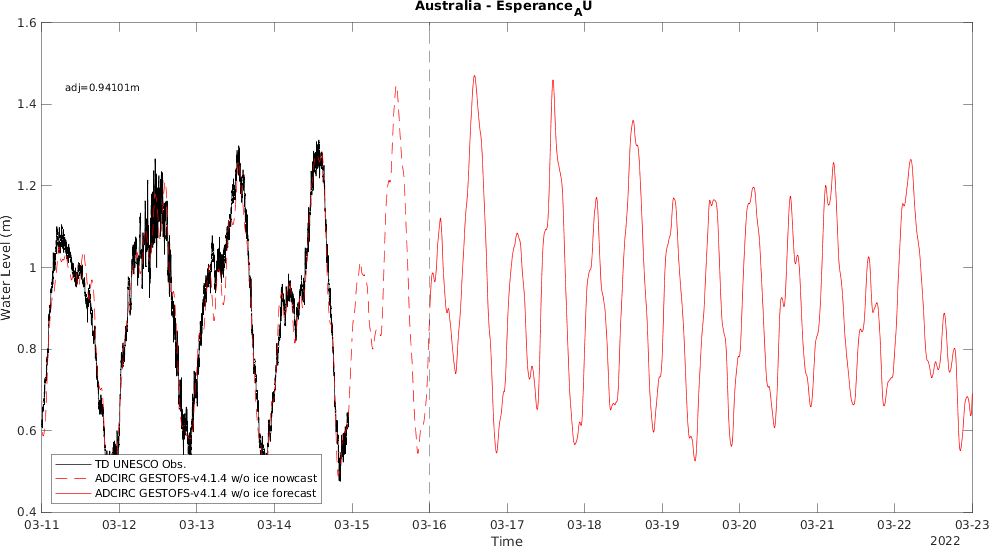 Australia - Esperance_AU
1.6
1.4
1.2
1
0.8
0.6
0.4
Water Level (m)
adj=0.94101m
TD UNESCO Obs.
ADCIRC GESTOFS-v4.1.4 w/o ice nowcast
ADCIRC GESTOFS-v4.1.4 w/o ice forecast
03-11 03-12 03-13 03-14 03-15 03-16 03-17 03-18 03-19 03-20 03-21 03-22 03-23
Time
2022